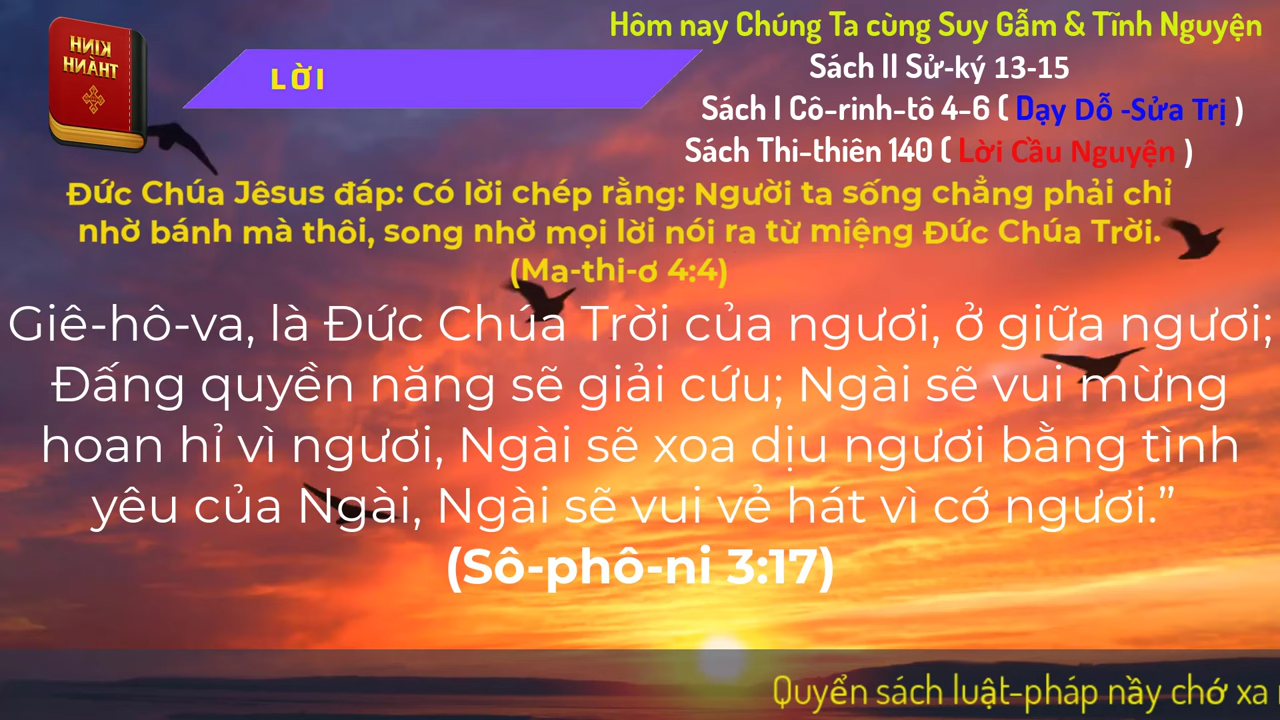 KINH
THÁNH
LỜI
Hôm nay Chúng Ta cùng Suy Gẫm & Tĩnh Nguyện
Sách II Sử-ký 13-15
Sách I Cô-rinh-tô 4-6 ( Dạy Dỗ -Sửa Trị )
Sách Thi-thiên 140 ( Lời Cầu Nguyện )
Đức Chúa Jêsus đáp: Có lời chép rằng: Người ta sống chẳng phải chỉ
nhờ bánh mà thôi, song nhờ mọi lời nói ra từ miệng Đức Chúa Trời.
(Ma-thi-ơ 4:4)
Giê-hô-va, là Đức Chúa Trời của ngươi, ở giữa ngươi;
Đấng quyền năng sẽ giải cứu; Ngài sẽ vui mừng
hoan hỉ vì ngươi, Ngài sẽ xoa dịu ngươi bằng tình
yêu của Ngài, Ngài sẽ vui vẻ hát vì cớ ngươi.”
(Sô-phô-ni 3:17)
Quyển sách luật-pháp nầy chớ xa